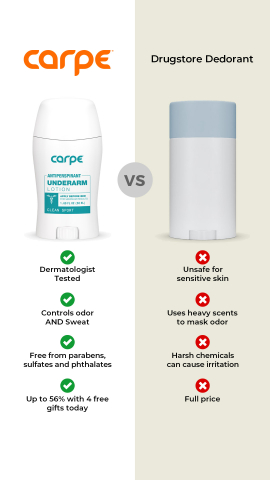 carpe
Drugstore Dedorant
carpe
ANTIPERSPIRANT
UNDERARM
LOTION
CLEAN SPORT
VS
Dermatologist
Tested
Unsafe for
sensitive skin
Controls odor
AND Sweat
Uses heavy scents
to mask odor
Free from parabens,
sulfates and phthalates
Harsh chemicals
can cause irritation
Up to 56% with 4 free
gifts today
Full price